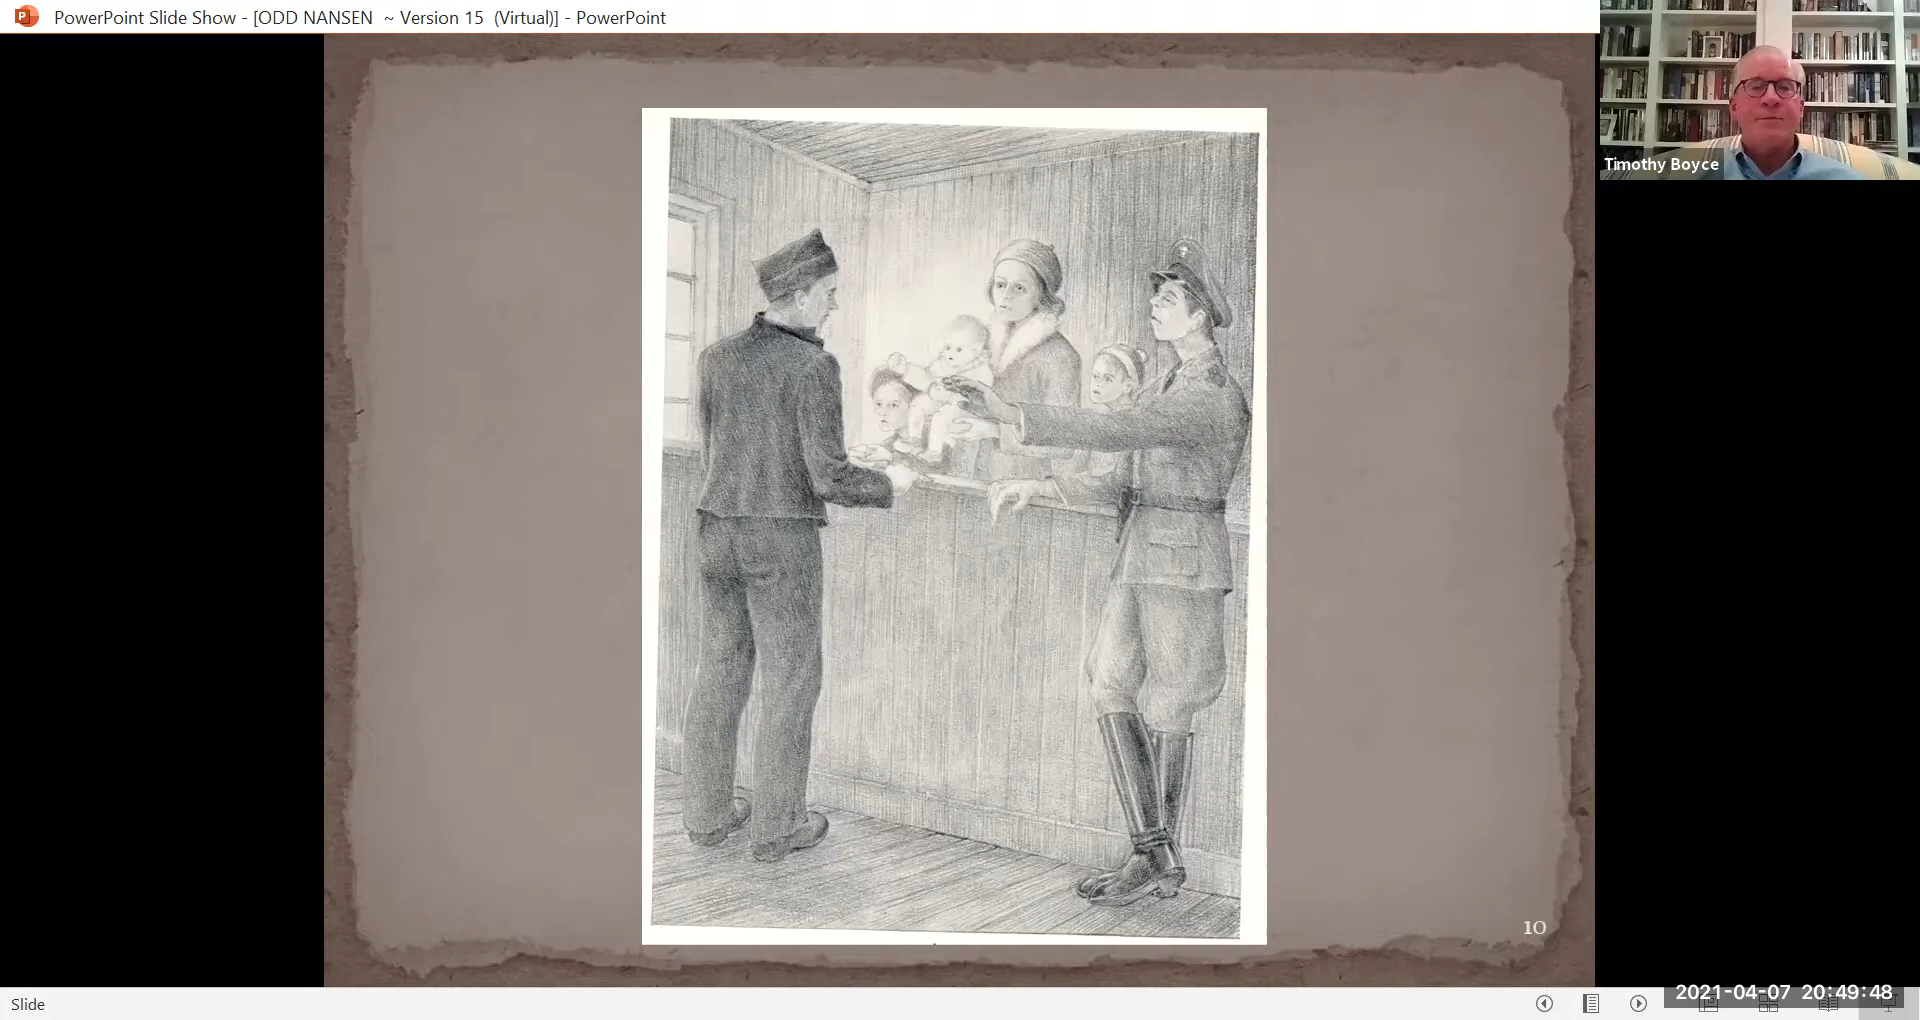 PowerPoint Slide Show - [ODD NANSEN ~ Version 15 (Virtual)] - PowerPoint
Timothy Boyce
10
Slide
2021-04-07 20:49:48